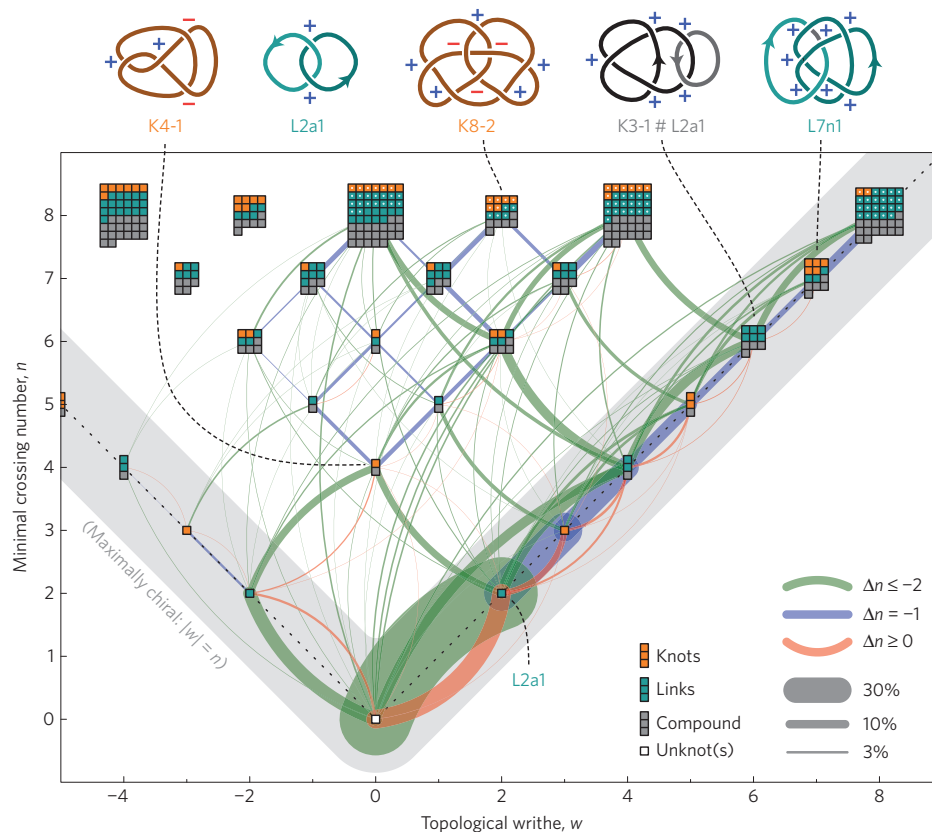 K4-1
L2a1
K8-2
K3-1 # L2a1
L7n1
8
7
6
5
4
3
2
1
0
Minimal crossing number, n
(Maximally chiral: |w| = n)
L2a1
Δn ≤ −2
Δn = −1
Δn ≥ 0
30%
10%
3%
Knots
Links
Compound
Unknot(s)
−4
−2
0
2
4
6
8
Topological writhe, w